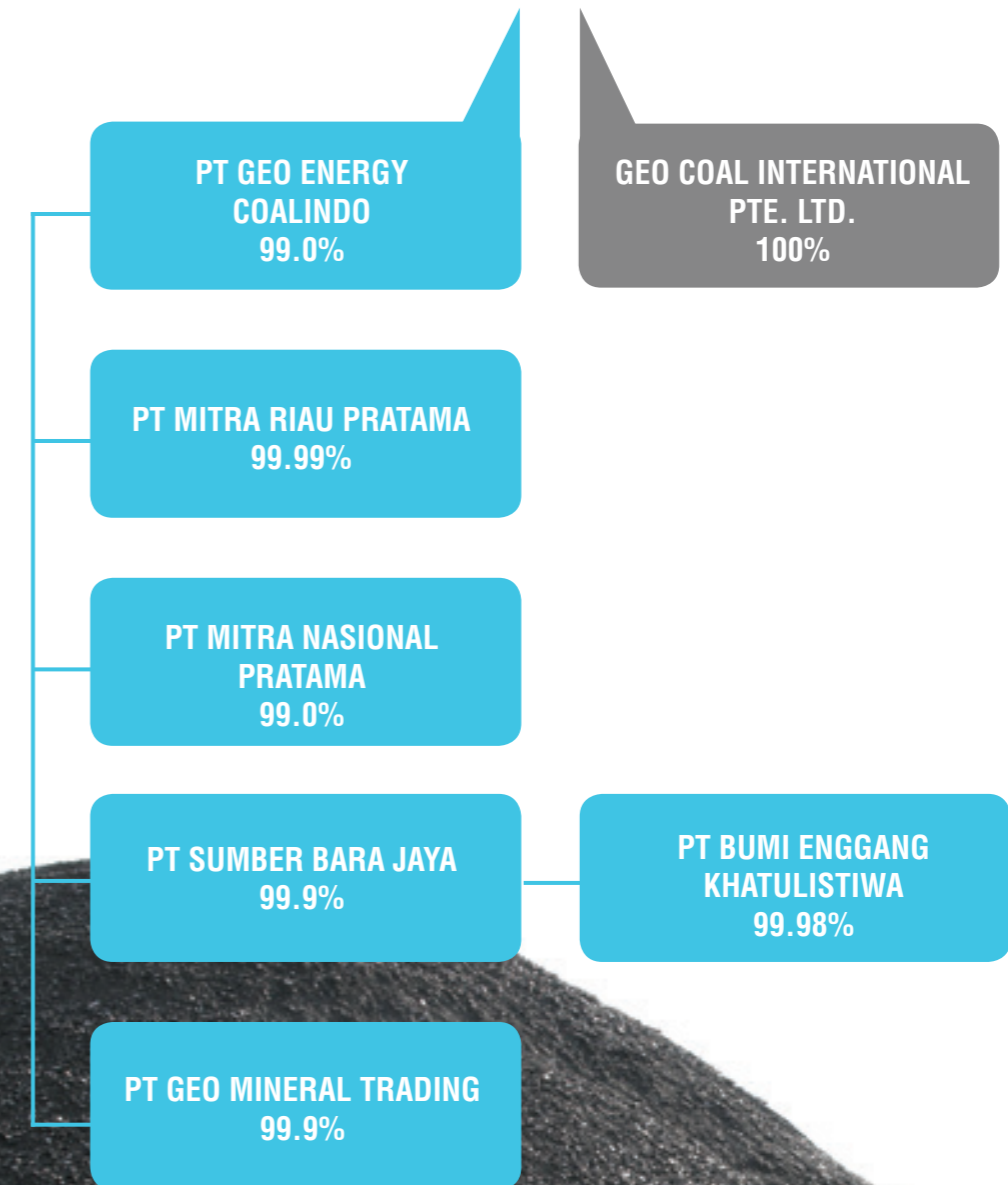 PT GEO ENERGY
COALINDO
99.0%
GEO COAL INTERNATIONAL
PTE. LTD.
100%
PT MITRA RIAU PRATAMA
99.99%
PT MITRA NASIONAL
PRATAMA
99.0%
PT SUMBER BARA JAYA
99.9%
PT BUMI ENGGANG
KHATULISTIWA
99.98%
PT GEO MINERAL TRADING
99.9%